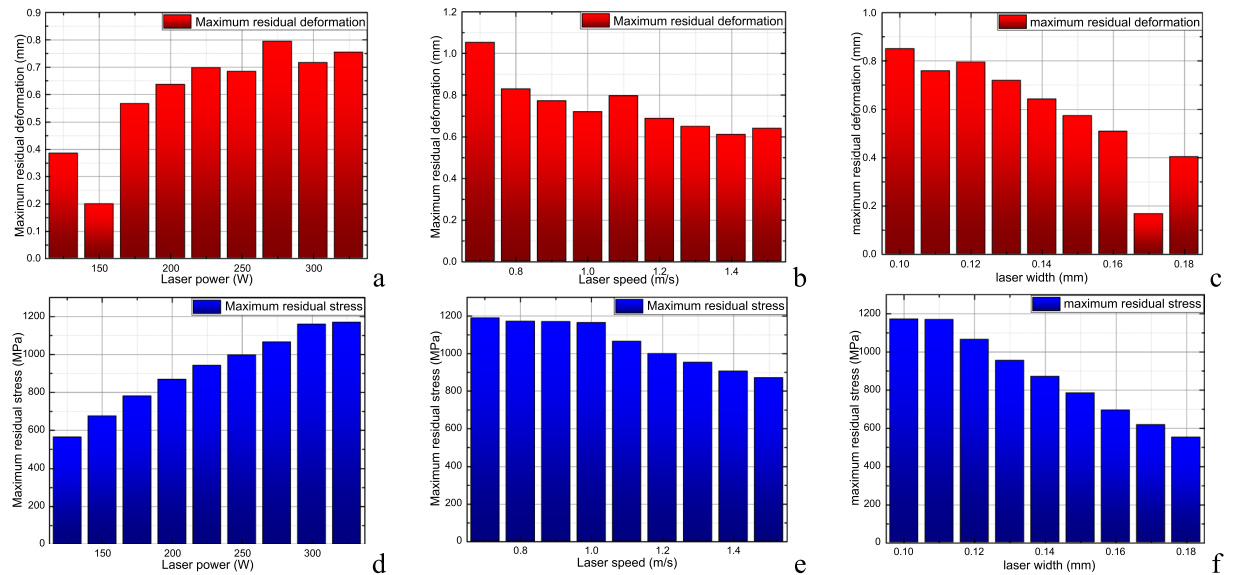 Maximum residual deformation
Maximum residual deformation (mm)
0.9
0.8
0.7
0.6
0.5
0.4
0.3
0.2
0.1
0.0
150 200 250 300
Laser power (W)
a
Maximum residual deformation
Maximum residual deformation (mm)
1.2
1.0
0.8
0.6
0.4
0.2
0.0
0.8 1.0 1.2 1.4
Laser speed (m/s)
b
maximum residual deformation
maximum residual deformation (mm)
1.0
0.8
0.6
0.4
0.2
0.0
0.10 0.12 0.14 0.16 0.18
laser width (mm)
c
Maximum residual stress
Maximum residual stress (MPa)
1200
1000
800
600
400
200
0
150 200 250 300
Laser power (W)
d
Maximum residual stress
Maximum residual stress (MPa)
1200
1000
800
600
400
200
0
0.8 1.0 1.2 1.4
Laser speed (m/s)
e
maximum residual stress
maximum residual stress (MPa)
1200
1000
800
600
400
200
0
0.10 0.12 0.14 0.16 0.18
laser width (mm)
f